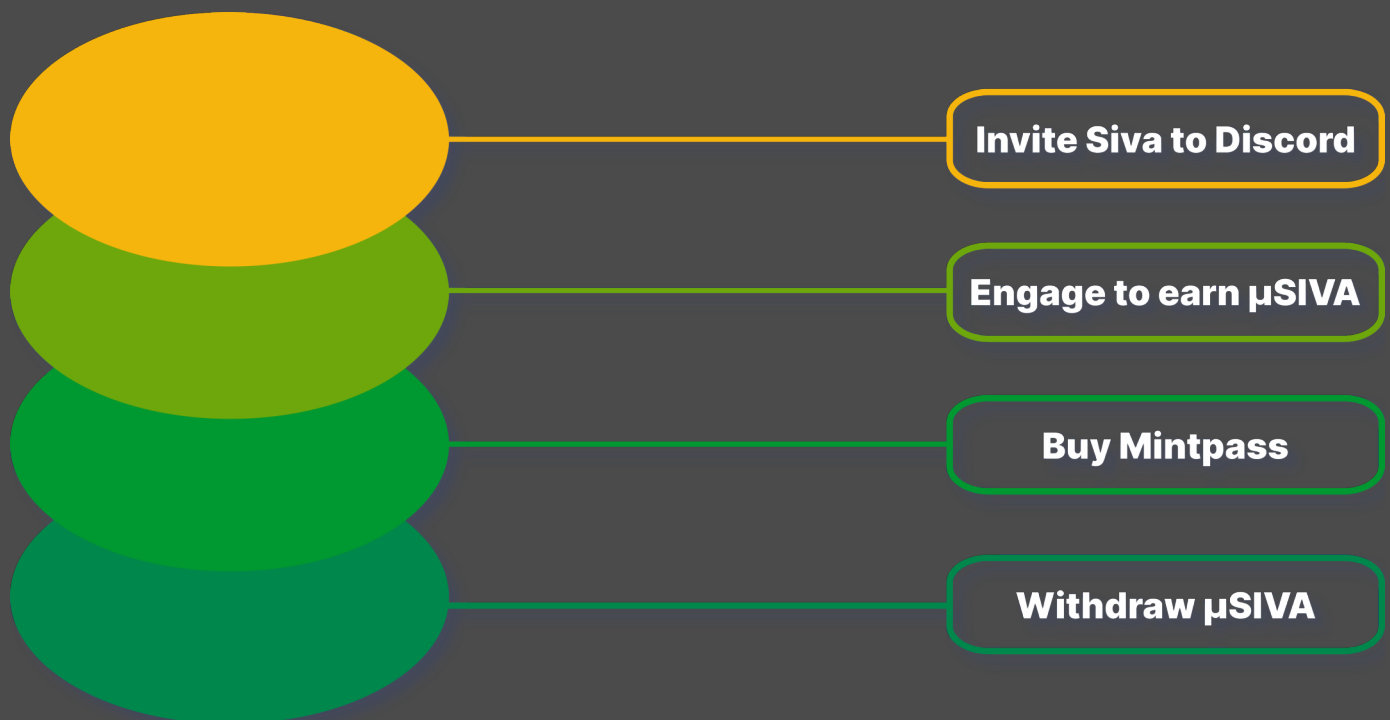 Invite Siva to Discord
Engage to earn μSIVA
Buy Mintpass
Withdraw μSIVA